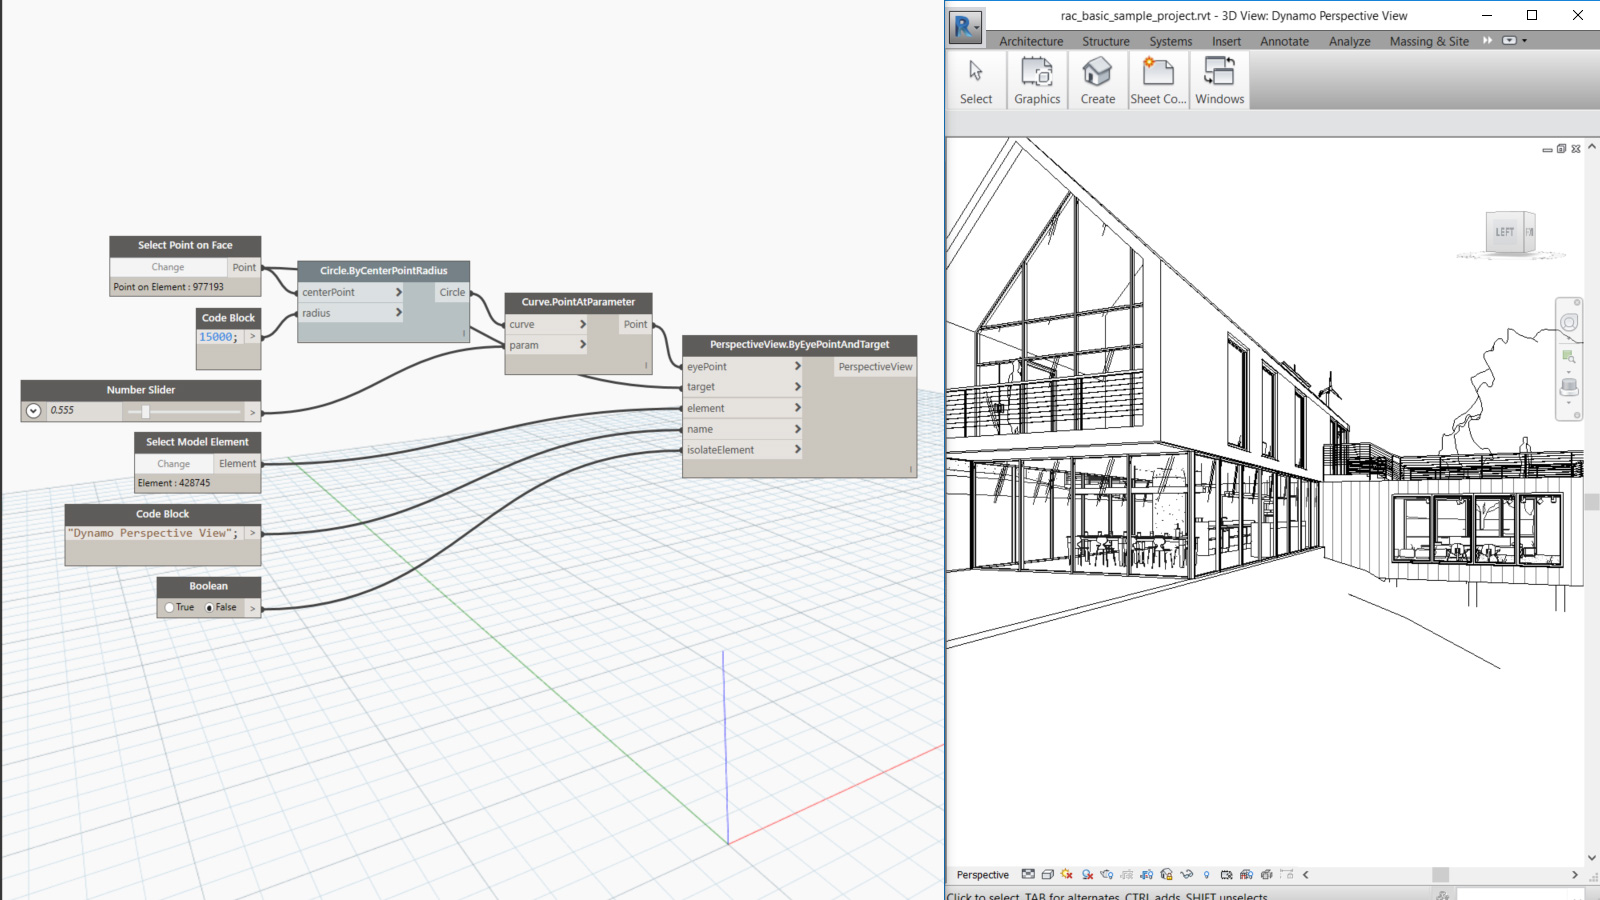 Select Point on Face
Change
Point
Point on Element : 977193
Code Block
15000;
>
Number Slider
0.555
>
Select Model Element
Change
Element
Element : 428745
Code Block
"Dynamo Perspective View";
>
Boolean
True
False
>
Circle.ByCenterPointRadius
centerPoint
>
Circle
radius
>
Curve.PointAtParameter
curve
>
Point
param
>
PerspectiveView.ByEyePointAndTarget
eyePoint
>
PerspectiveView
target
>
element
>
name
>
isolateElement
>
R
rac_basic_sample_project.rvt - 3D View: Dynamo Perspective View
Architecture Structure Systems Insert Annotate Analyze Massing & Site
Select Graphics Create Sheet Co... Windows
LEFT
Perspective
Click to select, TAB for alternates, CTRL adds, SHIFT unselects.